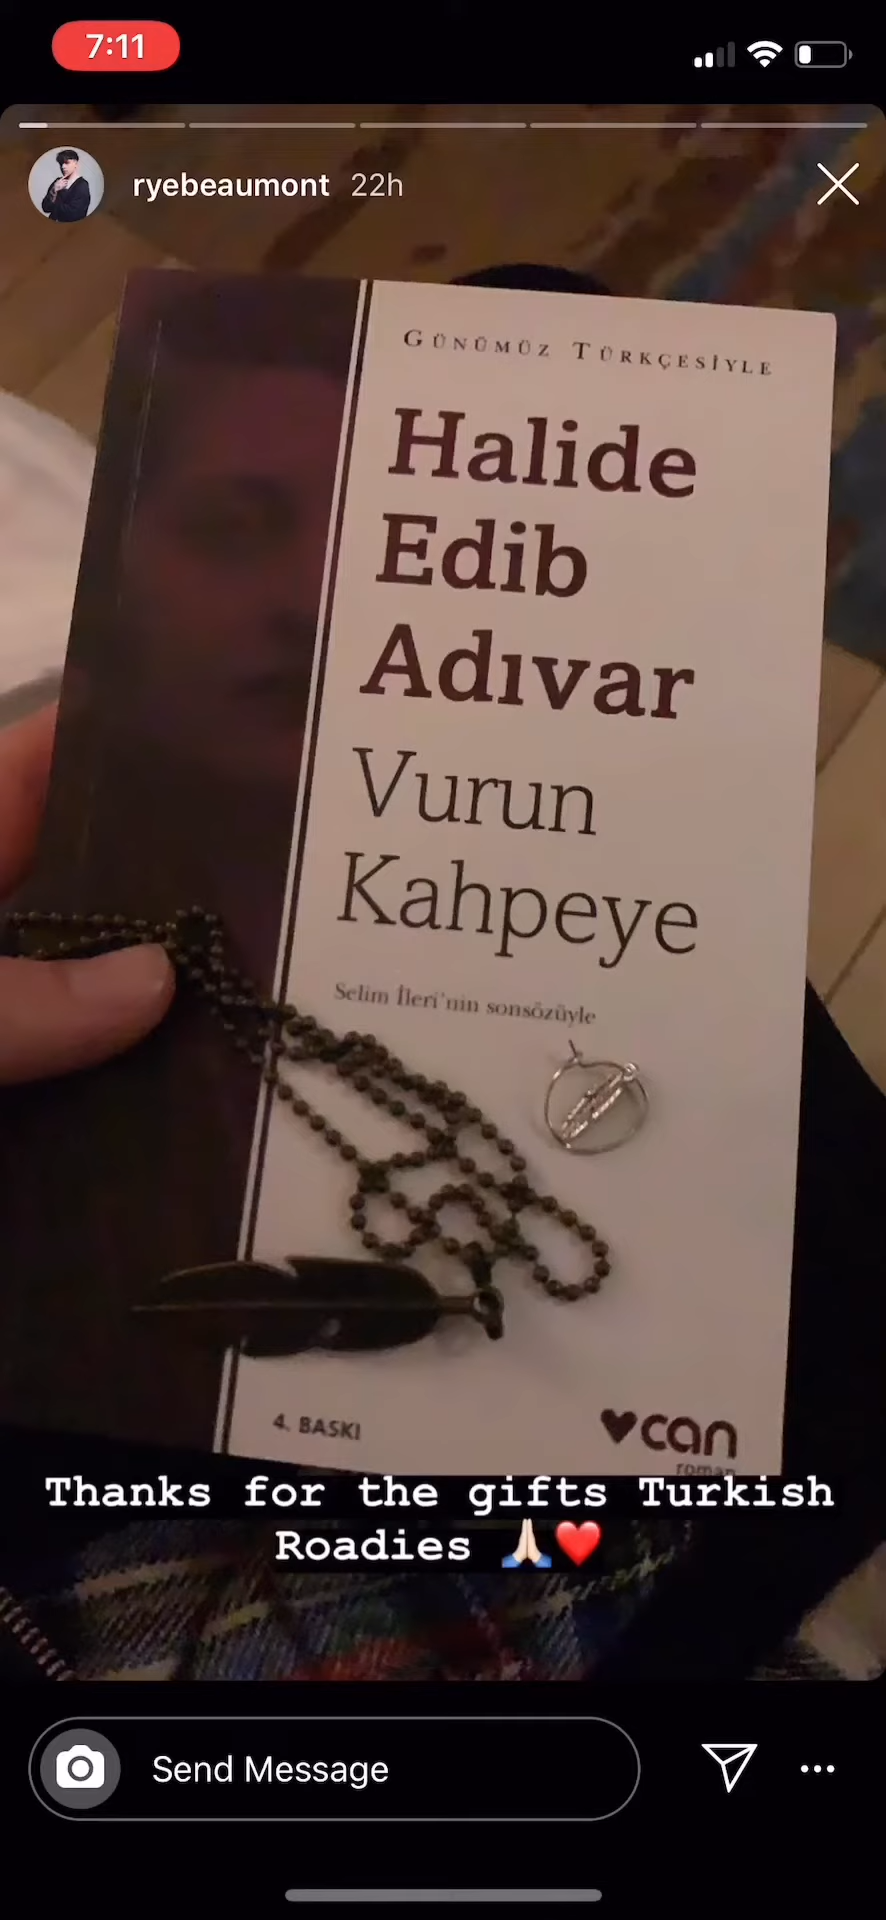 7:11
ryebeaumont 22h
GÜNÜMÜZ TÜRKÇESİYLE
Halide
Edib
Adıvar
Vurun
Kahpeye
Selim İleri'nin sonsözüyle
4. BASKI
can
roman
Thanks for the gifts Turkish
Roadies 🙏🏻❤️
Send Message